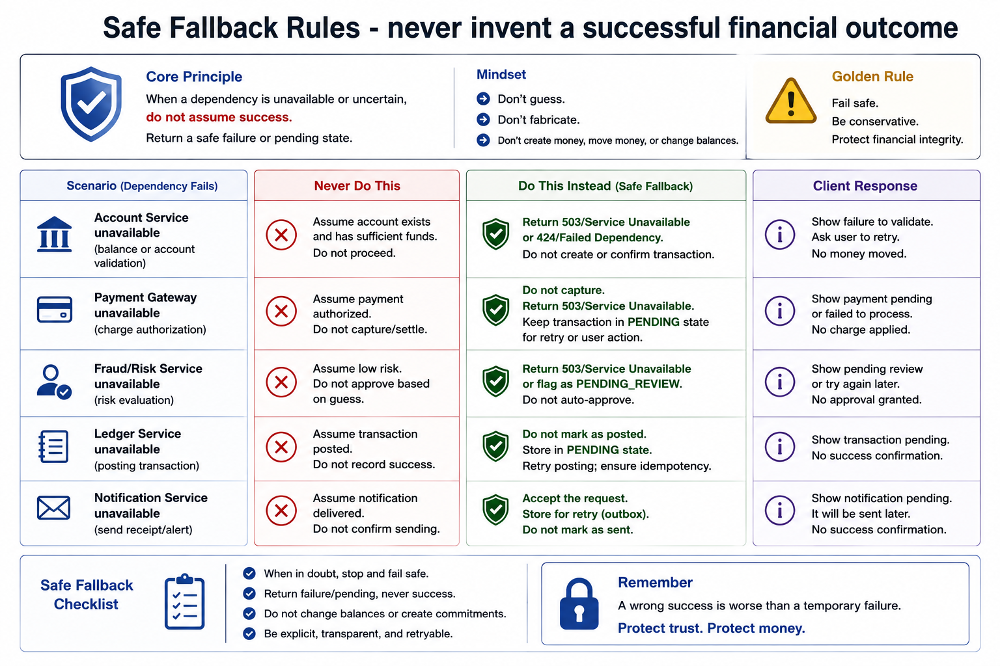 Safe Fallback Rules - never invent a successful financial outcome
Core Principle
When a dependency is unavailable or uncertain,
do not assume success.
Return a safe failure or pending state.
Mindset
Don't guess.
Don't fabricate.
Don't create money, move money, or change balances.
Golden Rule
Fail safe.
Be conservative.
Protect financial integrity.
Scenario (Dependency Fails)
Never Do This
Do This Instead (Safe Fallback)
Client Response
Account Service
unavailable
(balance or account
validation)
Assume account exists
and has sufficient funds.
Do not proceed.
Return 503/Service Unavailable
or 424/Failed Dependency.
Do not create or confirm transaction.
Show failure to validate.
Ask user to retry.
No money moved.
Payment Gateway
unavailable
(charge authorization)
Assume payment
authorized.
Do not capture/settle.
Do not capture.
Return 503/Service Unavailable.
Keep transaction in PENDING state
for retry or user action.
Show payment pending
or failed to process.
No charge applied.
Fraud/Risk Service
unavailable
(risk evaluation)
Assume low risk.
Do not approve based
on guess.
Return 503/Service Unavailable
or flag as PENDING_REVIEW.
Do not auto-approve.
Show pending review
or try again later.
No approval granted.
Ledger Service
unavailable
(posting transaction)
Assume transaction
posted.
Do not record success.
Do not mark as posted.
Store in PENDING state.
Retry posting; ensure idempotency.
Show transaction pending.
No success confirmation.
Notification Service
unavailable
(send receipt/alert)
Assume notification
delivered.
Do not confirm sending.
Accept the request.
Store for retry (outbox).
Do not mark as sent.
Show notification pending.
It will be sent later.
No success confirmation.
Safe Fallback
Checklist
When in doubt, stop and fail safe.
Return failure/pending, never success.
Do not change balances or create commitments.
Be explicit, transparent, and retryable.
Remember
A wrong success is worse than a temporary failure.
Protect trust. Protect money.